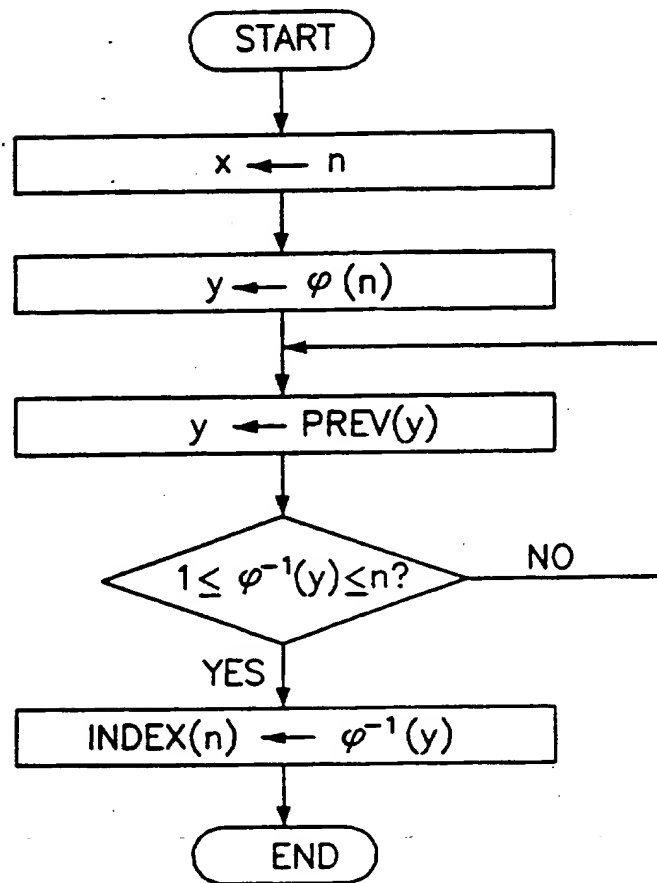 START
x ← n
y ← φ(n)
y ← PREV(y)
1 ≤ φ⁻¹(y) ≤ n?
NO
YES
INDEX(n) ← φ⁻¹(y)
END